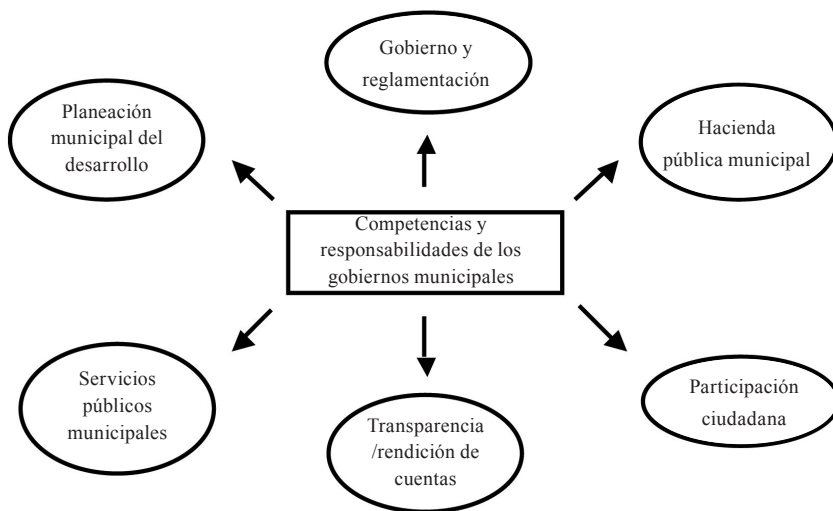 Gobierno y
reglamentación
Planeación
municipal del
desarrollo
Hacienda
pública municipal
Competencias y
responsabilidades de los
gobiernos municipales
Servicios
públicos
municipales
Transparencia
/rendición de
cuentas
Participación
ciudadana